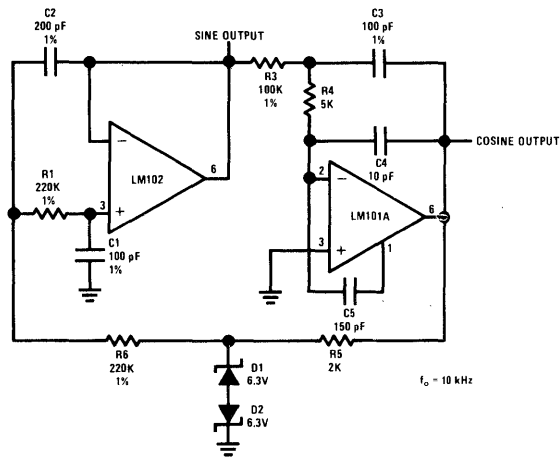 C2
200 pF
1%
SINE OUTPUT
C3
100 pF
1%
R3
100K
1%
R4
5K
COSINE OUTPUT
C4
10 pF
−
LM102
6
3
+
R1
220K
1%
C1
100 pF
1%
2
−
LM101A
6
3
+
1
C5
150 pF
R6
220K
1%
R5
2K
D1
6.3V
D2
6.3V
fo = 10 kHz